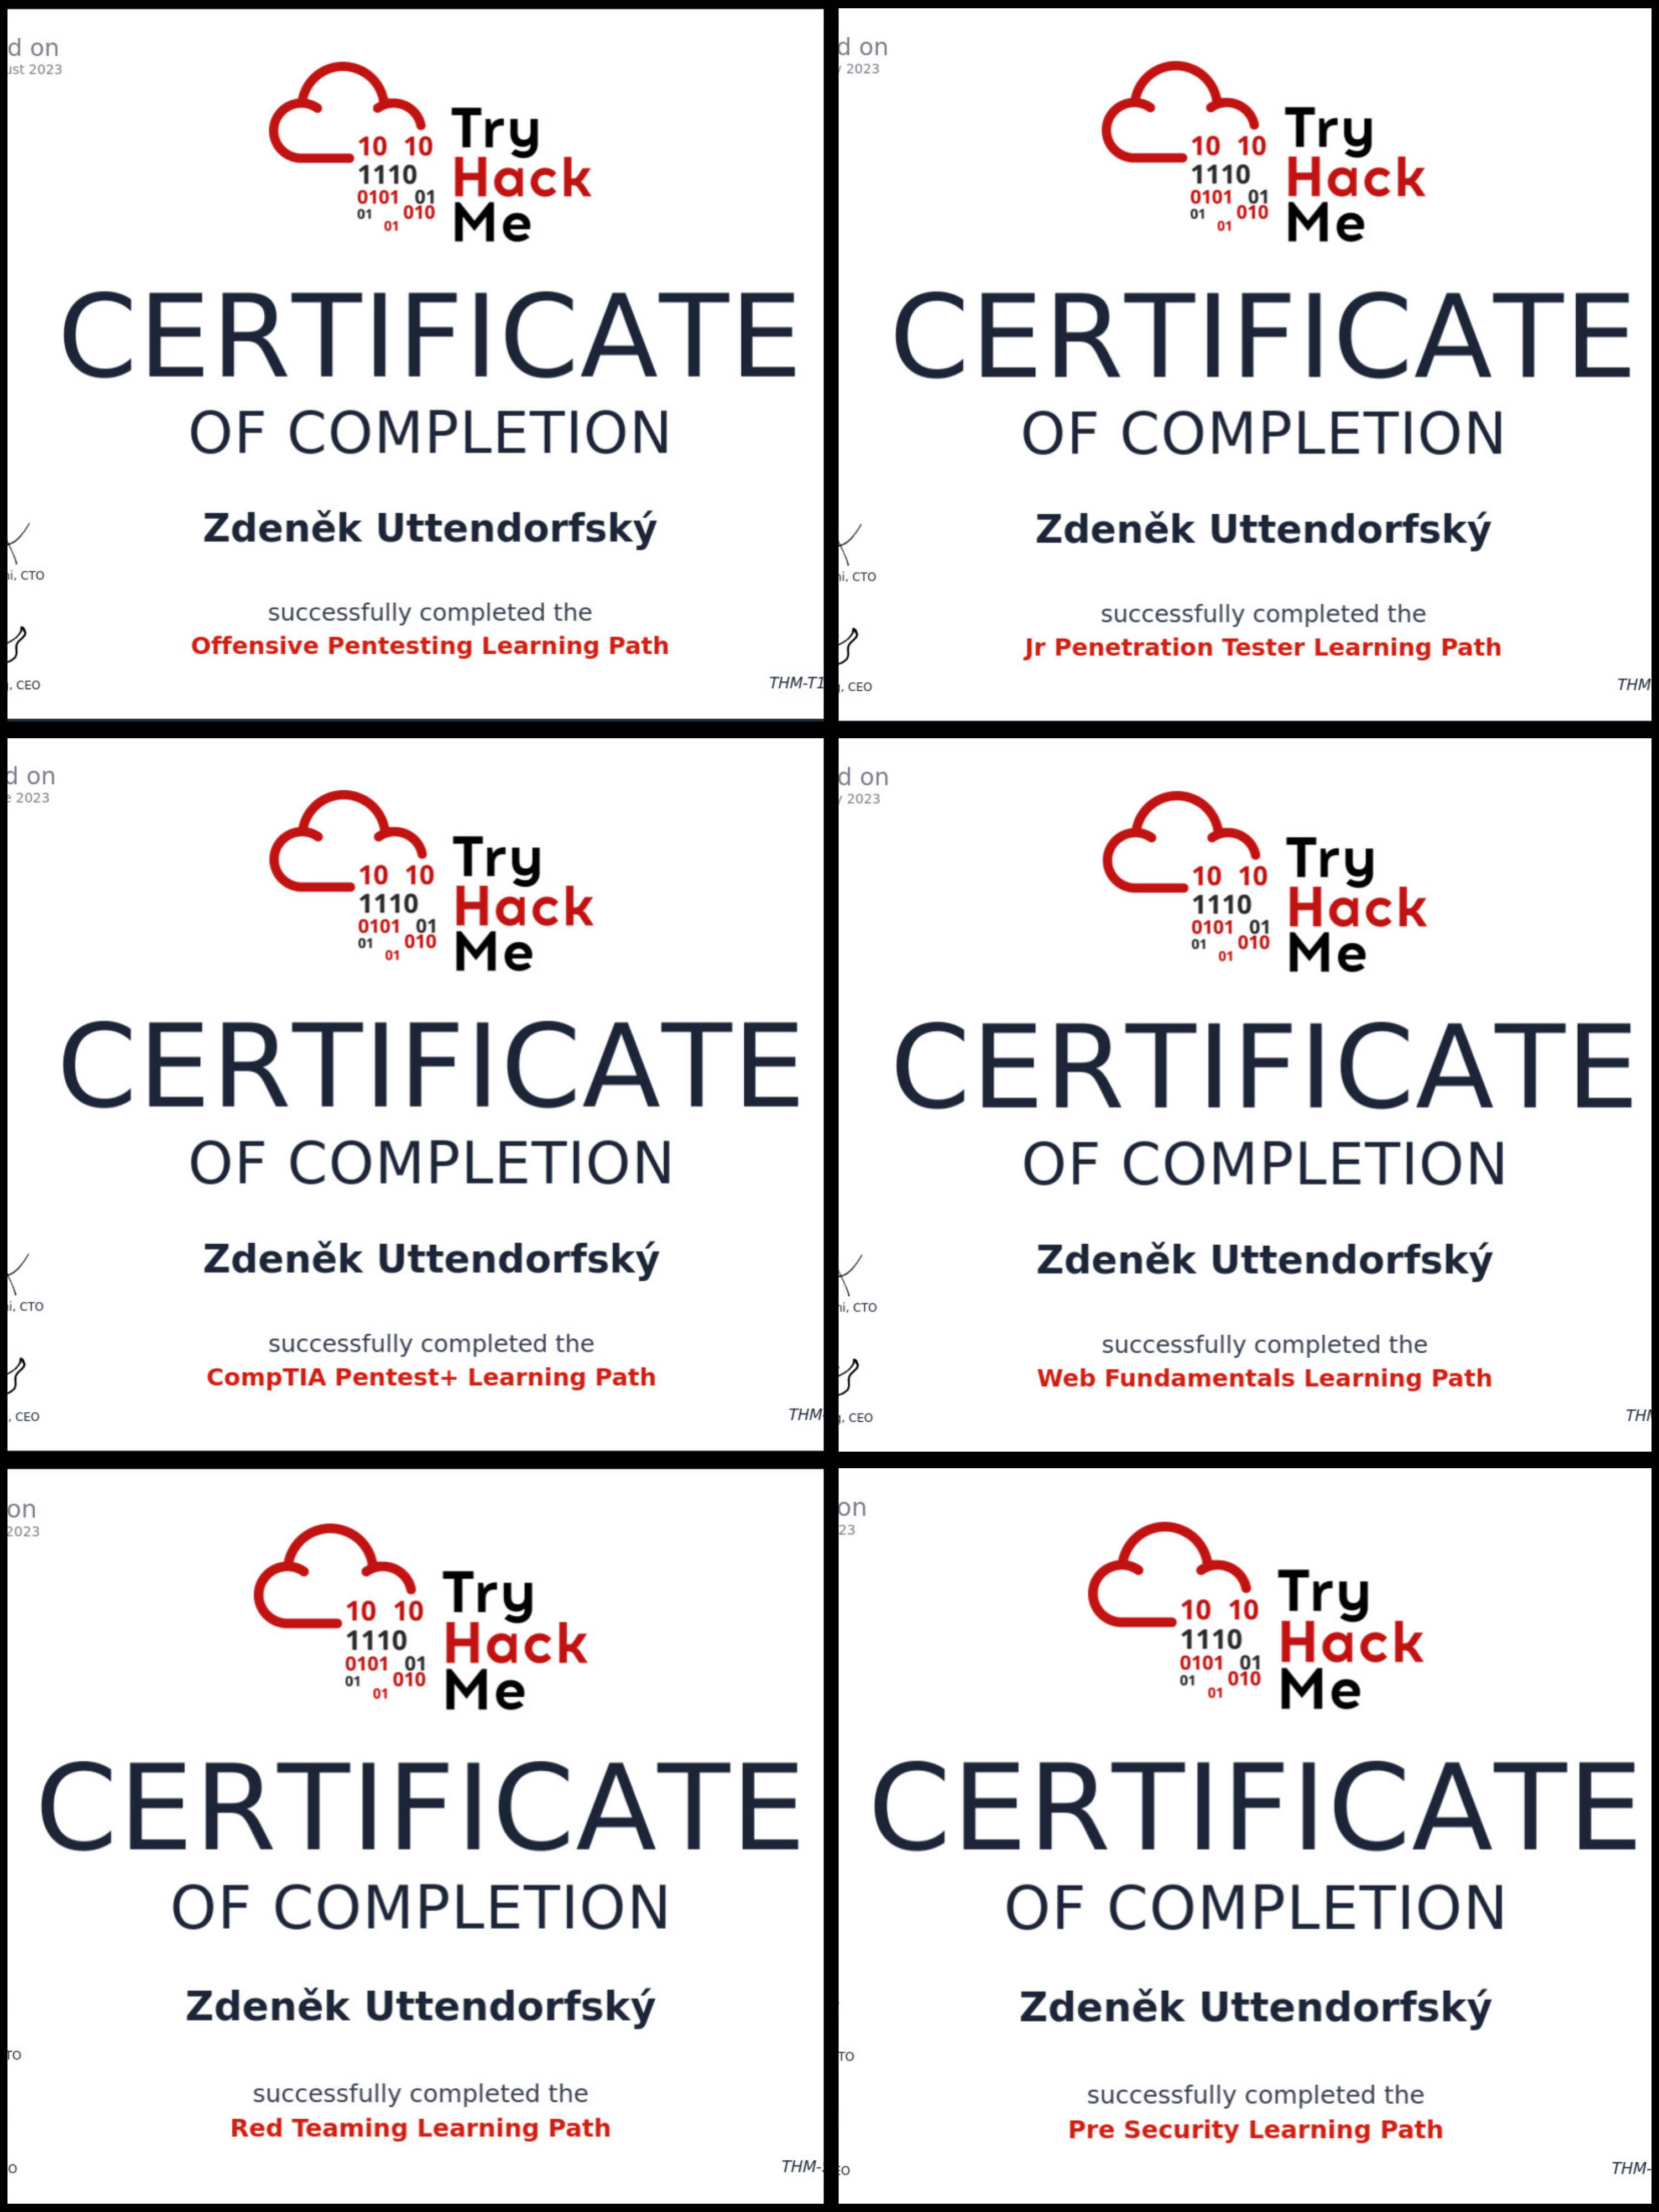 d on
ust 2023
10 10
1110
0101 01
01 010
01
Try
Hack
Me
CERTIFICATE
OF COMPLETION
Zdeněk Uttendorfský
i, CTO
successfully completed the
Offensive Pentesting Learning Path
, CEO
THM-T1
d on
2023
10 10
1110
0101 01
01 010
01
Try
Hack
Me
CERTIFICATE
OF COMPLETION
Zdeněk Uttendorfský
ni, CTO
successfully completed the
Jr Penetration Tester Learning Path
, CEO
THM
d on
e 2023
10 10
1110
0101 01
01 010
01
Try
Hack
Me
CERTIFICATE
OF COMPLETION
Zdeněk Uttendorfský
i, CTO
successfully completed the
CompTIA Pentest+ Learning Path
, CEO
THM-
d on
2023
10 10
1110
0101 01
01 010
01
Try
Hack
Me
CERTIFICATE
OF COMPLETION
Zdeněk Uttendorfský
ni, CTO
successfully completed the
Web Fundamentals Learning Path
, CEO
THM
on
2023
10 10
1110
0101 01
01 010
01
Try
Hack
Me
CERTIFICATE
OF COMPLETION
Zdeněk Uttendorfský
TO
successfully completed the
Red Teaming Learning Path
O
THM-
on
23
10 10
1110
0101 01
01 010
01
Try
Hack
Me
CERTIFICATE
OF COMPLETION
Zdeněk Uttendorfský
TO
successfully completed the
Pre Security Learning Path
EO
THM-